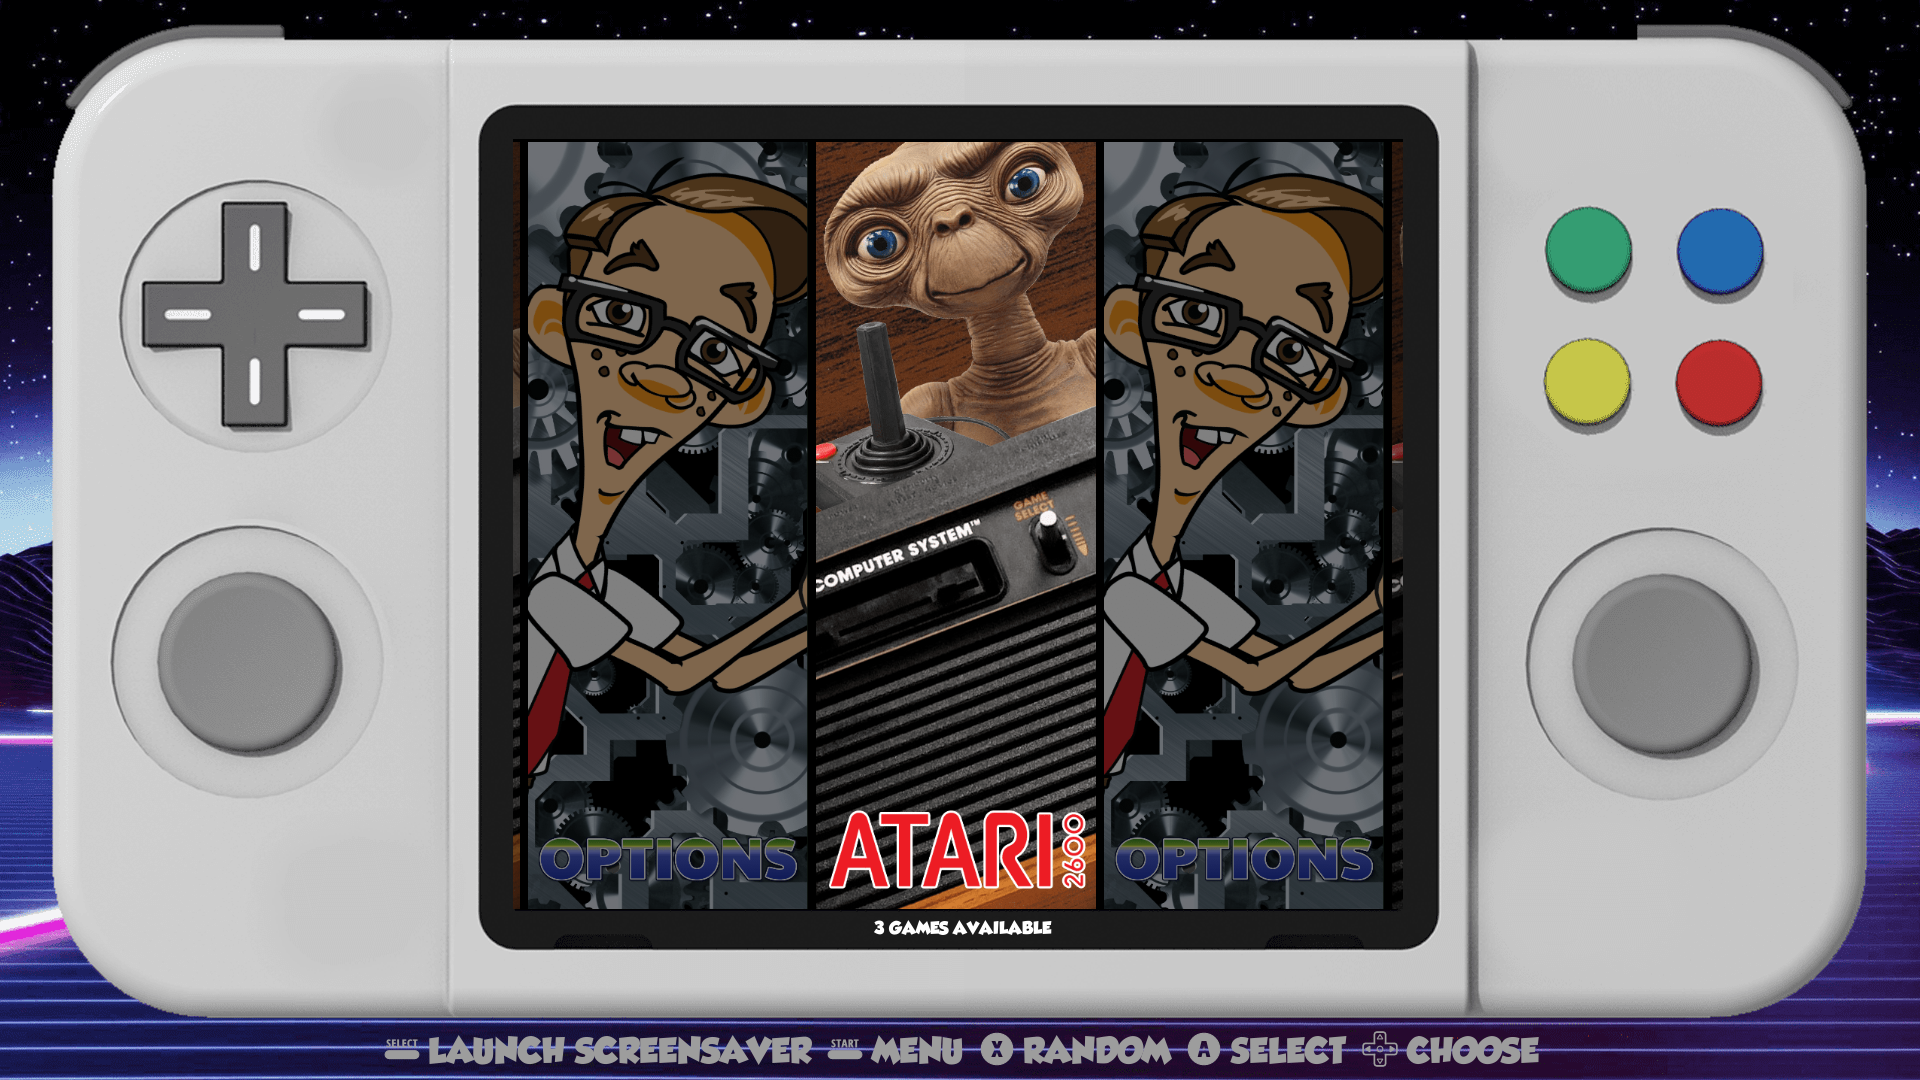 GAME
SELECT
COMPUTER SYSTEM™
OPTIONS
ATARI 2600
OPTIONS
3 GAMES AVAILABLE
SELECT LAUNCH SCREENSAVER START MENU X RANDOM A SELECT CHOOSE